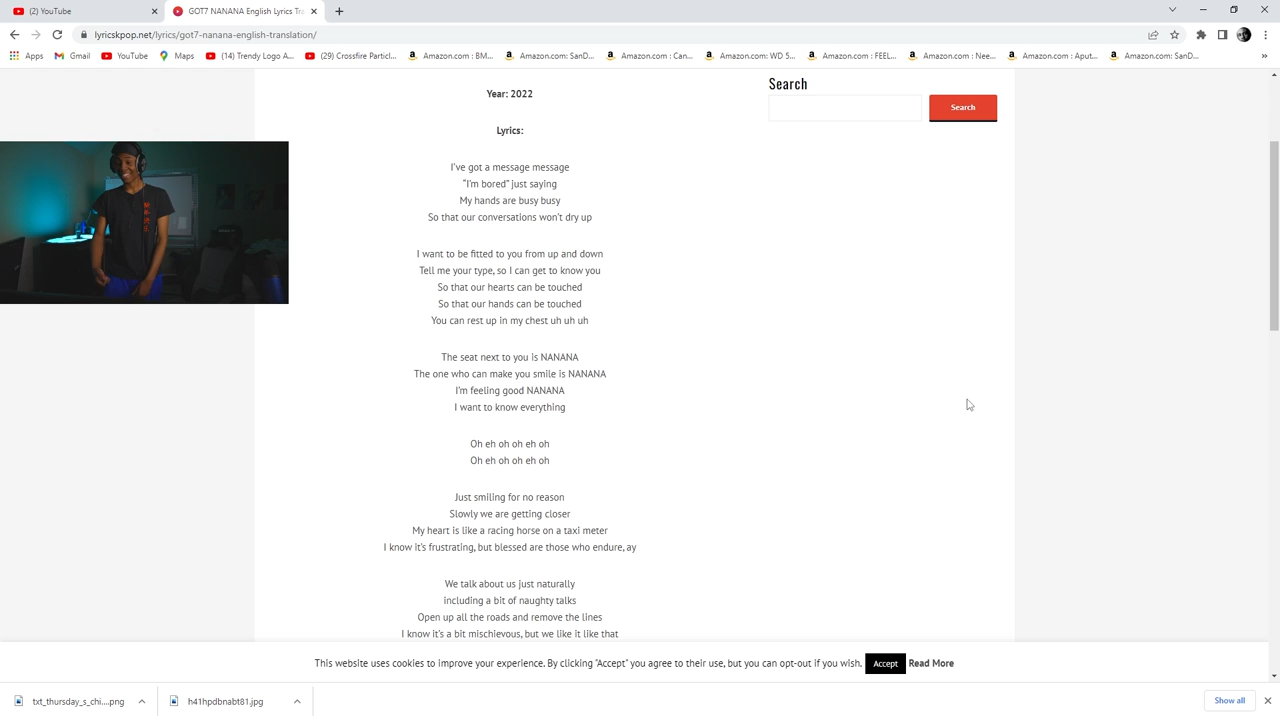 (2) YouTube
GOT7 NANANA English Lyrics Tra
lyricskpop.net/lyrics/got7-nanana-english-translation/
Apps
Gmail
YouTube
Maps
(14) Trendy Logo A...
(29) Crossfire Particl...
Amazon.com : BM...
Amazon.com: SanD...
Amazon.com : Can...
Amazon.com: WD 5...
Amazon.com : FEEL...
Amazon.com : Nee...
Amazon.com : Aput...
Amazon.com: SanD...
»
Year: 2022
Lyrics:
I've got a message message
“I'm bored” just saying
My hands are busy busy
So that our conversations won't dry up
I want to be fitted to you from up and down
Tell me your type, so I can get to know you
So that our hearts can be touched
So that our hands can be touched
You can rest up in my chest uh uh uh
The seat next to you is NANANA
The one who can make you smile is NANANA
I'm feeling good NANANA
I want to know everything
Oh eh oh oh eh oh
Oh eh oh oh eh oh
Just smiling for no reason
Slowly we are getting closer
My heart is like a racing horse on a taxi meter
I know it's frustrating, but blessed are those who endure, ay
We talk about us just naturally
including a bit of naughty talks
Open up all the roads and remove the lines
I know it's a bit mischievous, but we like it like that
Search
Search
This website uses cookies to improve your experience. By clicking "Accept" you agree to their use, but you can opt-out if you wish.
Accept
Read More
txt_thursday_s_chi....png
h41hpdbnabt81.jpg
Show all